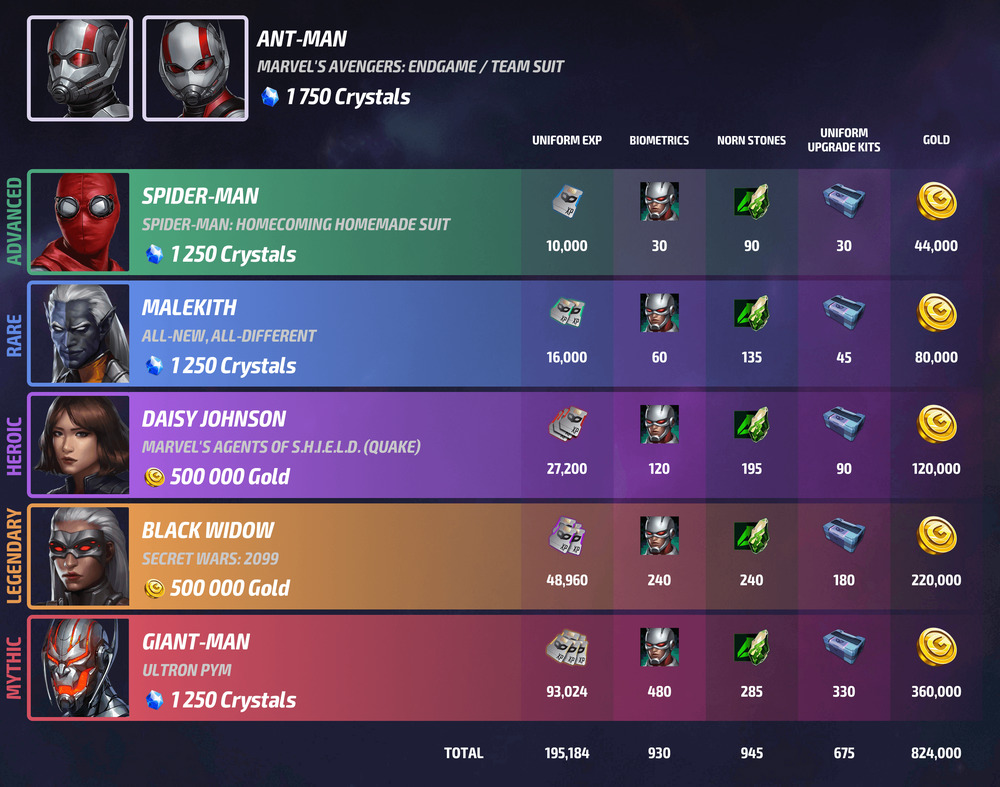 ANT-MAN
MARVEL'S AVENGERS: ENDGAME / TEAM SUIT
1 750 Crystals
UNIFORM EXP BIOMETRICS NORN STONES UNIFORM UPGRADE KITS GOLD
ADVANCED
SPIDER-MAN
SPIDER-MAN: HOMECOMING HOMEMADE SUIT
1 250 Crystals
10,000 30 90 30 44,000
RARE
MALEKITH
ALL-NEW, ALL-DIFFERENT
1 250 Crystals
16,000 60 135 45 80,000
HEROIC
DAISY JOHNSON
MARVEL'S AGENTS OF S.H.I.E.L.D. (QUAKE)
500 000 Gold
27,200 120 195 90 120,000
LEGENDARY
BLACK WIDOW
SECRET WARS: 2099
500 000 Gold
48,960 240 240 180 220,000
MYTHIC
GIANT-MAN
ULTRON PYM
1 250 Crystals
93,024 480 285 330 360,000
TOTAL 195,184 930 945 675 824,000